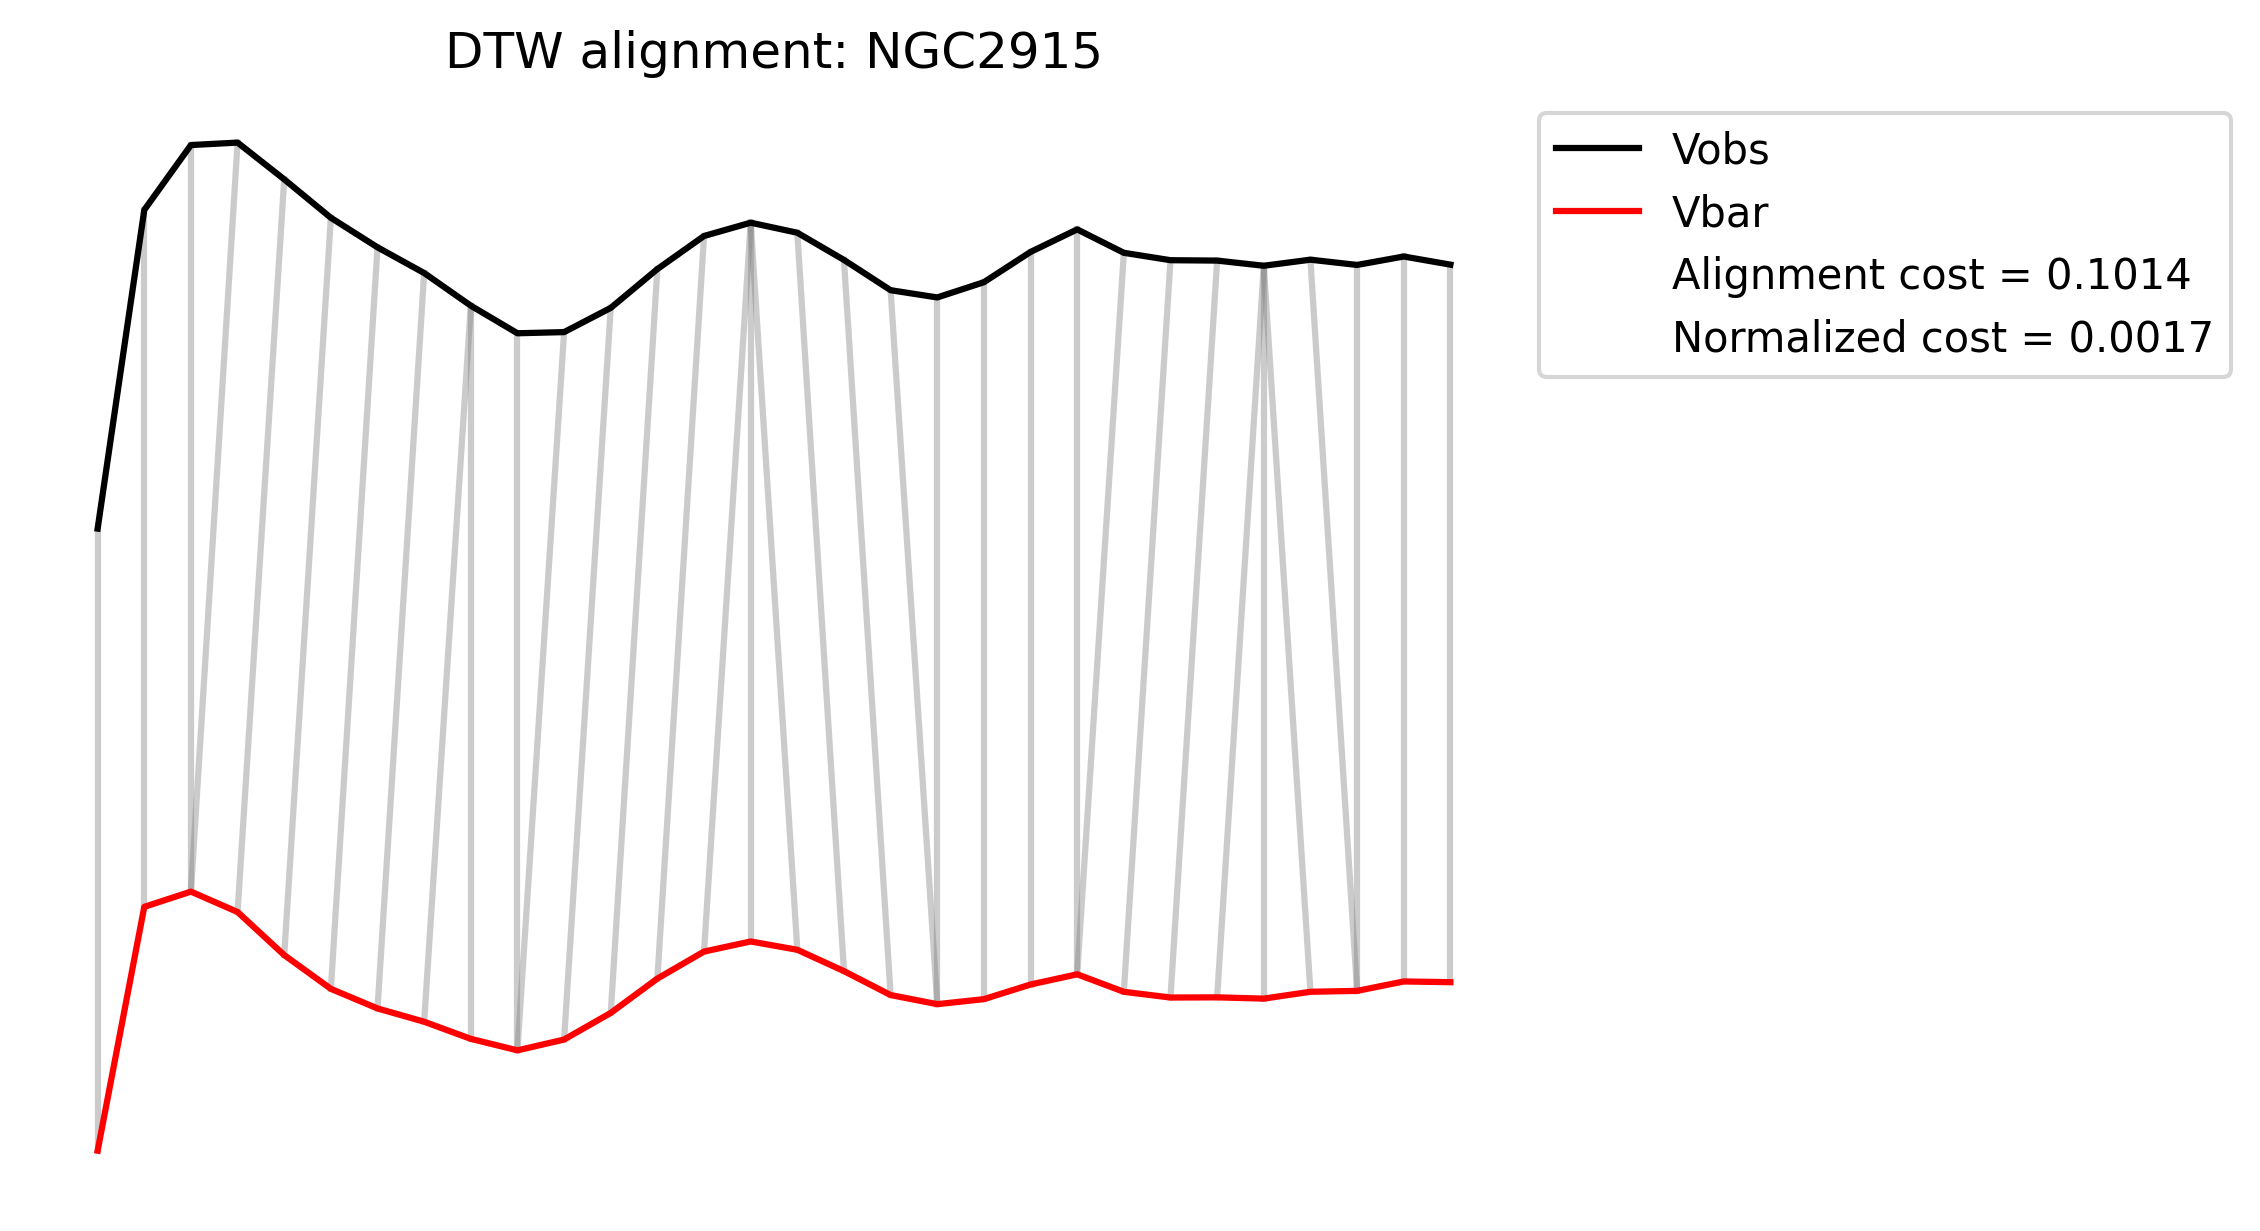 DTW alignment: NGC2915
Vobs
Vbar
Alignment cost = 0.1014
Normalized cost = 0.0017